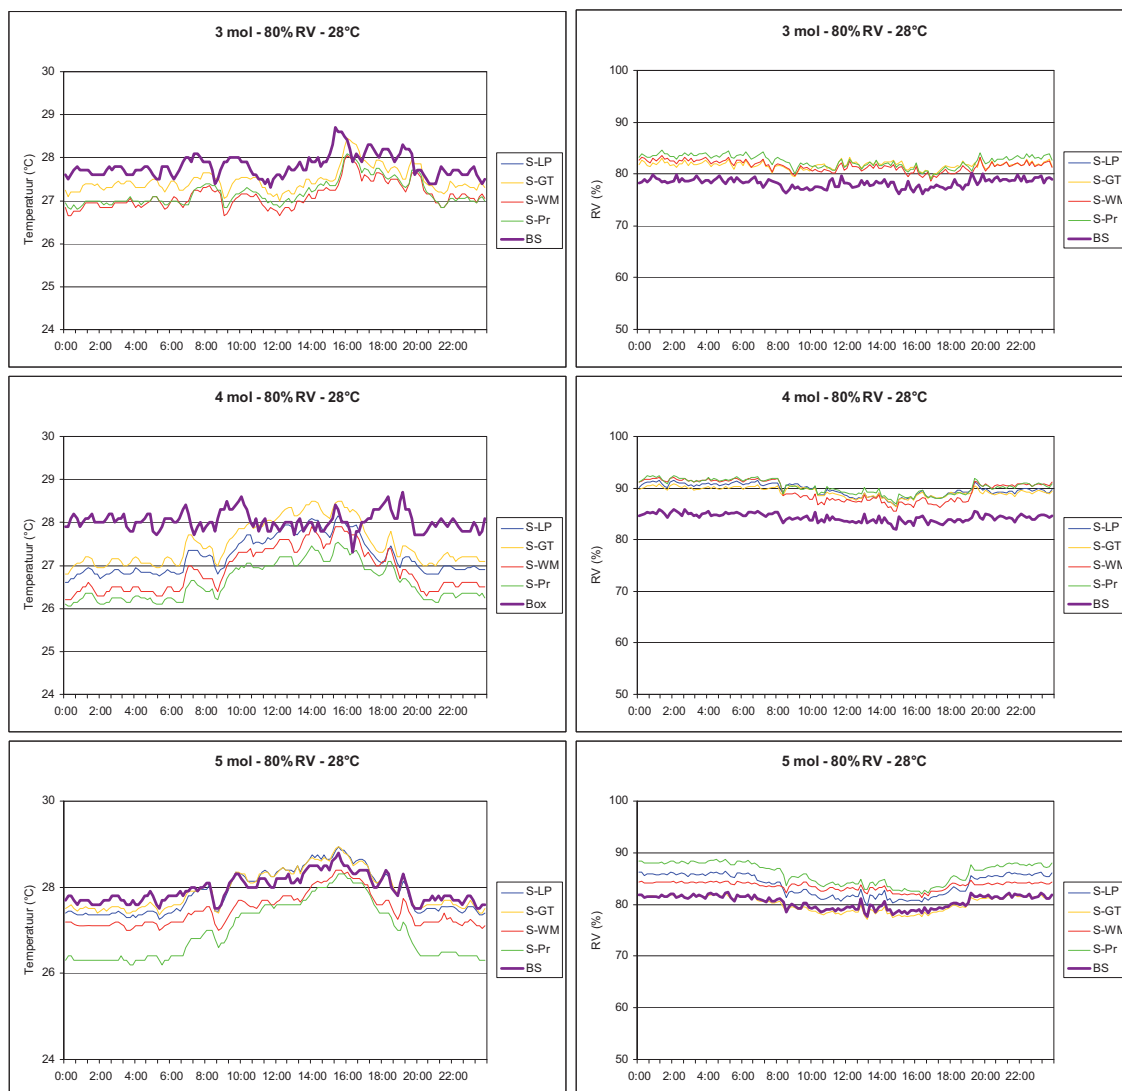 3 mol - 80% RV - 28°C
Temperatuur (°C)
30
29
28
27
26
25
24
0:00 2:00 4:00 6:00 8:00 10:00 12:00 14:00 16:00 18:00 20:00 22:00
S-LP
S-GT
S-WM
S-Pr
BS
3 mol - 80% RV - 28°C
RV (%)
100
90
80
70
60
50
0:00 2:00 4:00 6:00 8:00 10:00 12:00 14:00 16:00 18:00 20:00 22:00
S-LP
S-GT
S-WM
S-Pr
BS
4 mol - 80% RV - 28°C
Temperatuur (°C)
30
29
28
27
26
25
24
0:00 2:00 4:00 6:00 8:00 10:00 12:00 14:00 16:00 18:00 20:00 22:00
S-LP
S-GT
S-WM
S-Pr
Box
4 mol - 80% RV - 28°C
RV (%)
100
90
80
70
60
50
0:00 2:00 4:00 6:00 8:00 10:00 12:00 14:00 16:00 18:00 20:00 22:00
S-LP
S-GT
S-WM
S-Pr
BS
5 mol - 80% RV - 28°C
Temperatuur (°C)
30
29
28
27
26
25
24
0:00 2:00 4:00 6:00 8:00 10:00 12:00 14:00 16:00 18:00 20:00 22:00
S-LP
S-GT
S-WM
S-Pr
BS
5 mol - 80% RV - 28°C
RV (%)
100
90
80
70
60
50
0:00 2:00 4:00 6:00 8:00 10:00 12:00 14:00 16:00 18:00 20:00 22:00
S-LP
S-GT
S-WM
S-Pr
BS